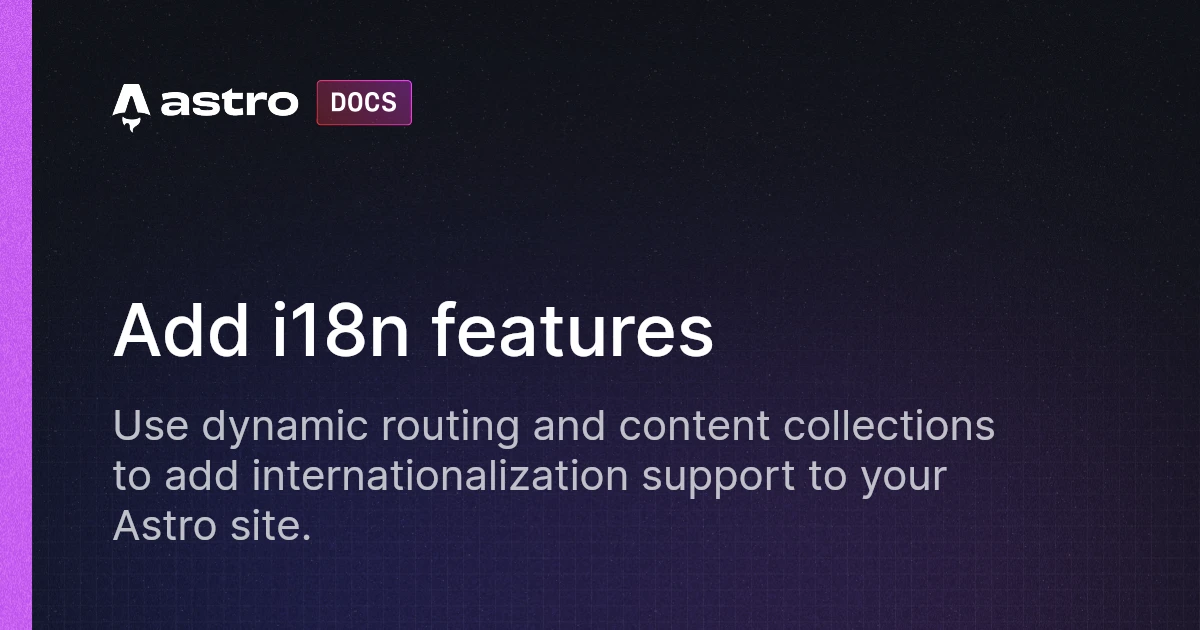 astro DOCS
Add i18n features
Use dynamic routing and content collections
to add internationalization support to your
Astro site.